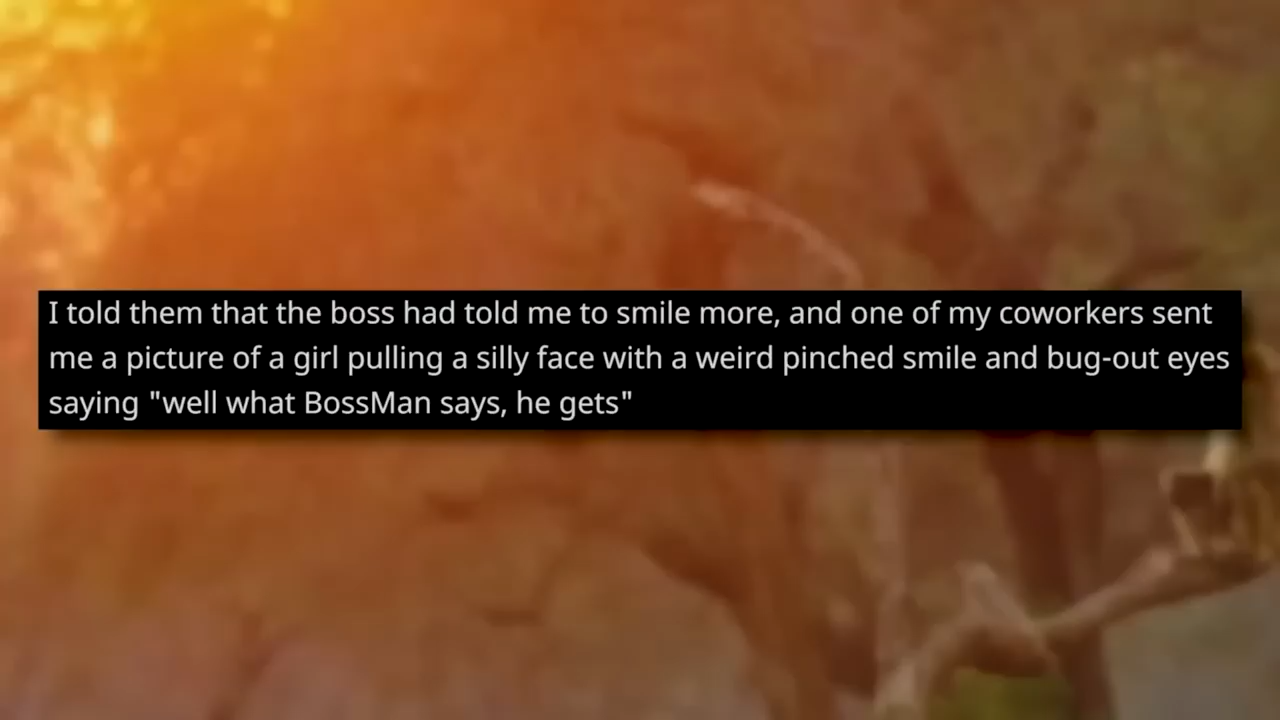 I told them that the boss had told me to smile more, and one of my coworkers sent
me a picture of a girl pulling a silly face with a weird pinched smile and bug-out eyes
saying "well what BossMan says, he gets"